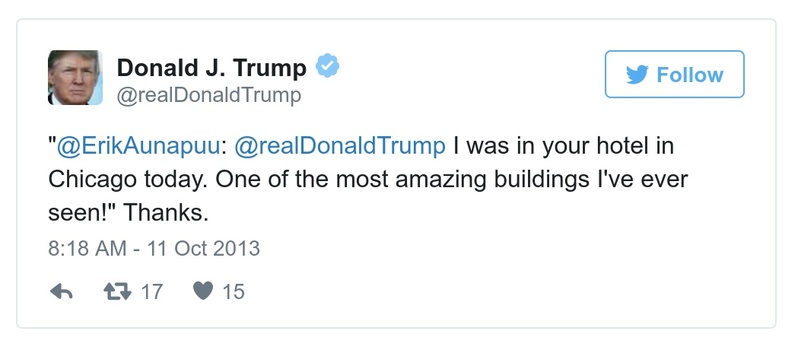 Donald J. Trump
@realDonaldTrump
Follow
"@ErikAunapuu: @realDonaldTrump I was in your hotel in
Chicago today. One of the most amazing buildings I've ever
seen!" Thanks.
8:18 AM - 11 Oct 2013
17 15